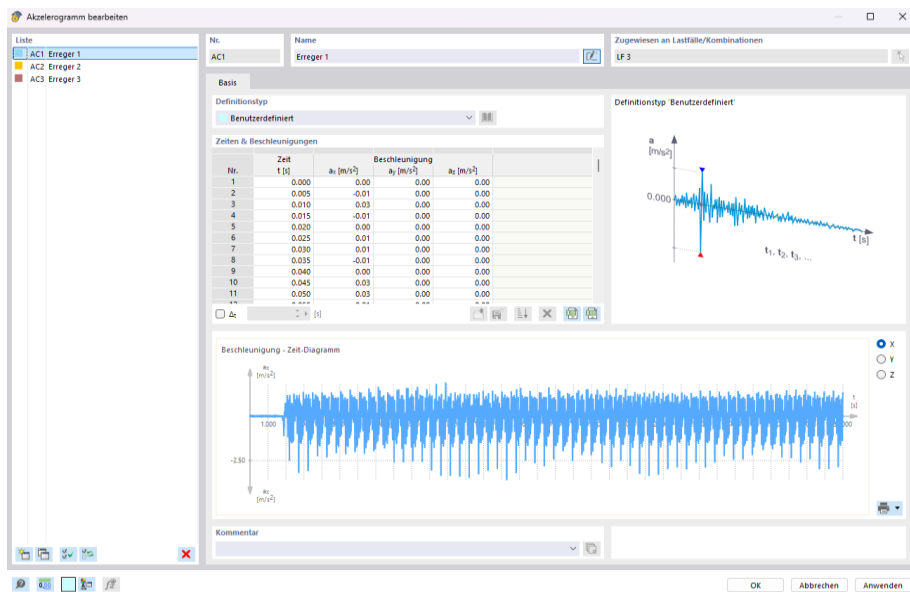 Akzelerogramm bearbeiten
Liste
AC1 Erreger 1
AC2 Erreger 2
AC3 Erreger 3
Nr.
AC1
Name
Erreger 1
Zugewiesen an Lastfälle/Kombinationen
LF 3
Basis
Definitionstyp
Benutzerdefiniert
Zeiten & Beschleunigungen
Zeit Beschleunigung
Nr. t [s] ax [m/s²] ay [m/s²] az [m/s²]
1 0.000 0.00 0.00 0.00
2 0.005 -0.01 0.00 0.00
3 0.010 0.03 0.00 0.00
4 0.015 -0.01 0.00 0.00
5 0.020 0.00 0.00 0.00
6 0.025 0.01 0.00 0.00
7 0.030 0.01 0.00 0.00
8 0.035 -0.01 0.00 0.00
9 0.040 0.00 0.00 0.00
10 0.045 0.03 0.00 0.00
11 0.050 0.03 0.00 0.00
Δt [s]
Definitionstyp 'Benutzerdefiniert'
a
[m/s²]
0.000
t [s]
t1, t2, t3, ...
Beschleunigung - Zeit-Diagramm
[m/s²]
1.000
-2.50
[m/s²]
[s]
X
Y
Z
Kommentar
OK Abbrechen Anwenden